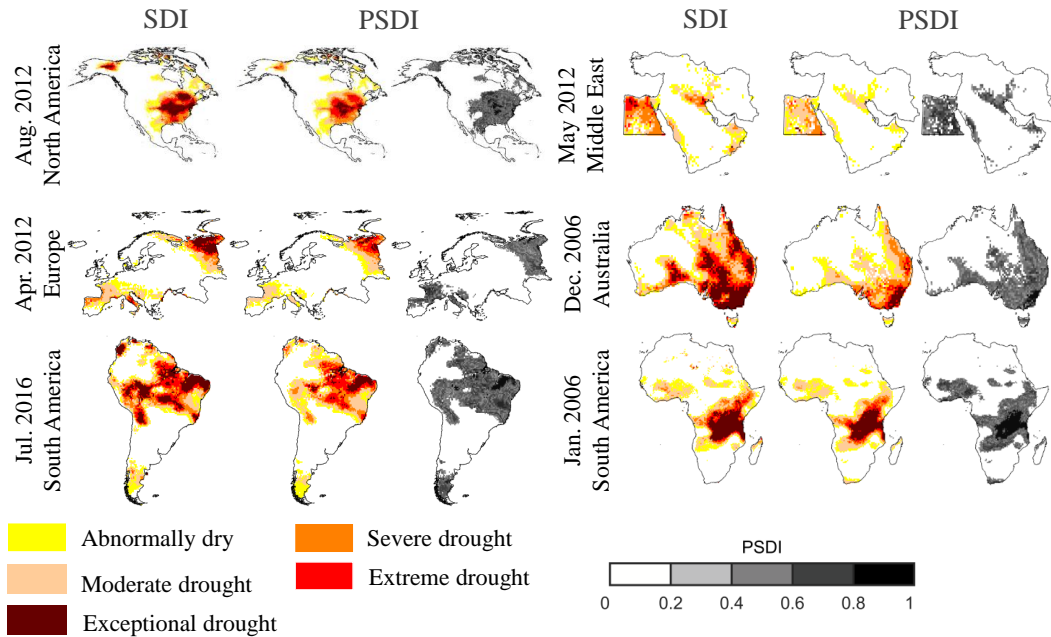 SDI PSDI SDI PSDI
Aug. 2012
North America
May 2012
Middle East
Apr. 2012
Europe
Dec. 2006
Australia
Jul. 2016
South America
Jan. 2006
South America
Abnormally dry
Severe drought
Moderate drought
Extreme drought
Exceptional drought
PSDI
0 0.2 0.4 0.6 0.8 1